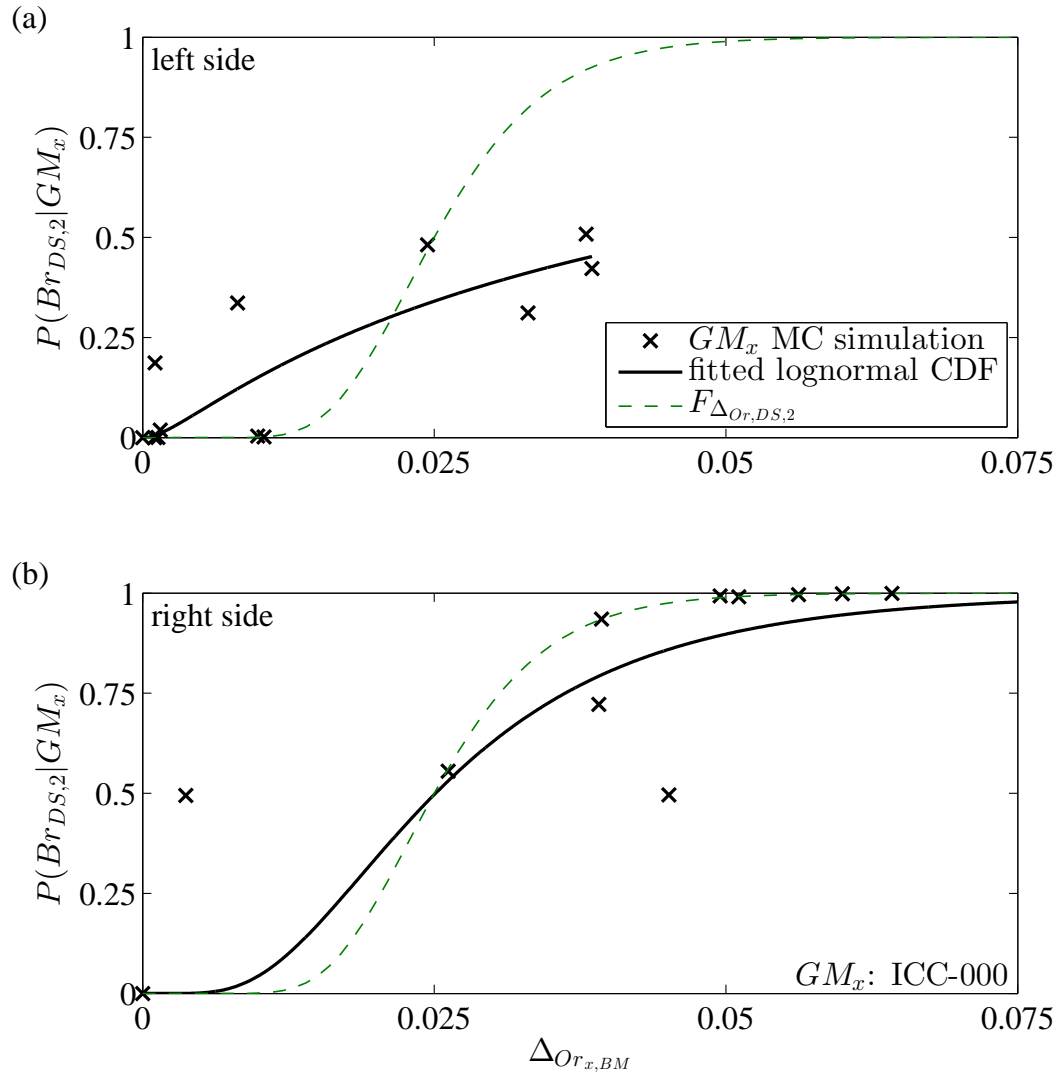 (a)
1
left side
0.75
0.5
0.25
0
P(Br_{DS,2}|GM_x)
GM_x MC simulation
fitted lognormal CDF
F_{Δ_{Or,DS,2}}
0 0.025 0.05 0.075
(b)
1
right side
0.75
0.5
0.25
0
P(Br_{DS,2}|GM_x)
GM_x: ICC-000
0 0.025 0.05 0.075
Δ_{Or_{x,BM}}